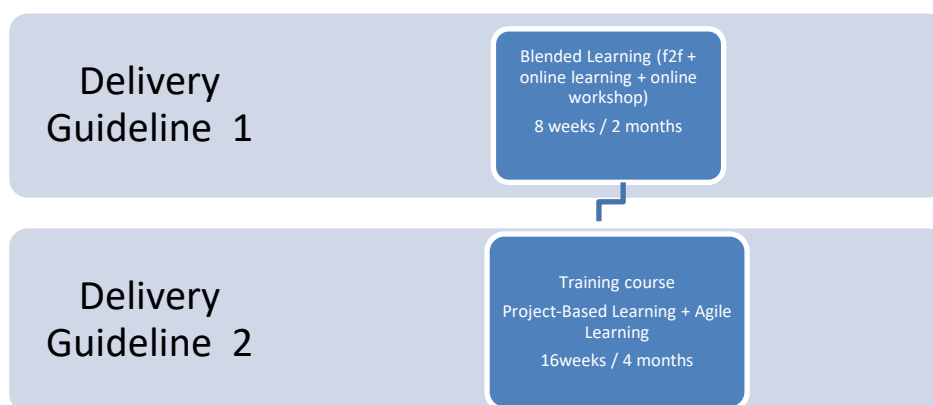 Delivery
Guideline 1
Blended Learning (f2f +
online learning + online
workshop)
8 weeks / 2 months
Delivery
Guideline 2
Training course
Project-Based Learning + Agile
Learning
16weeks / 4 months